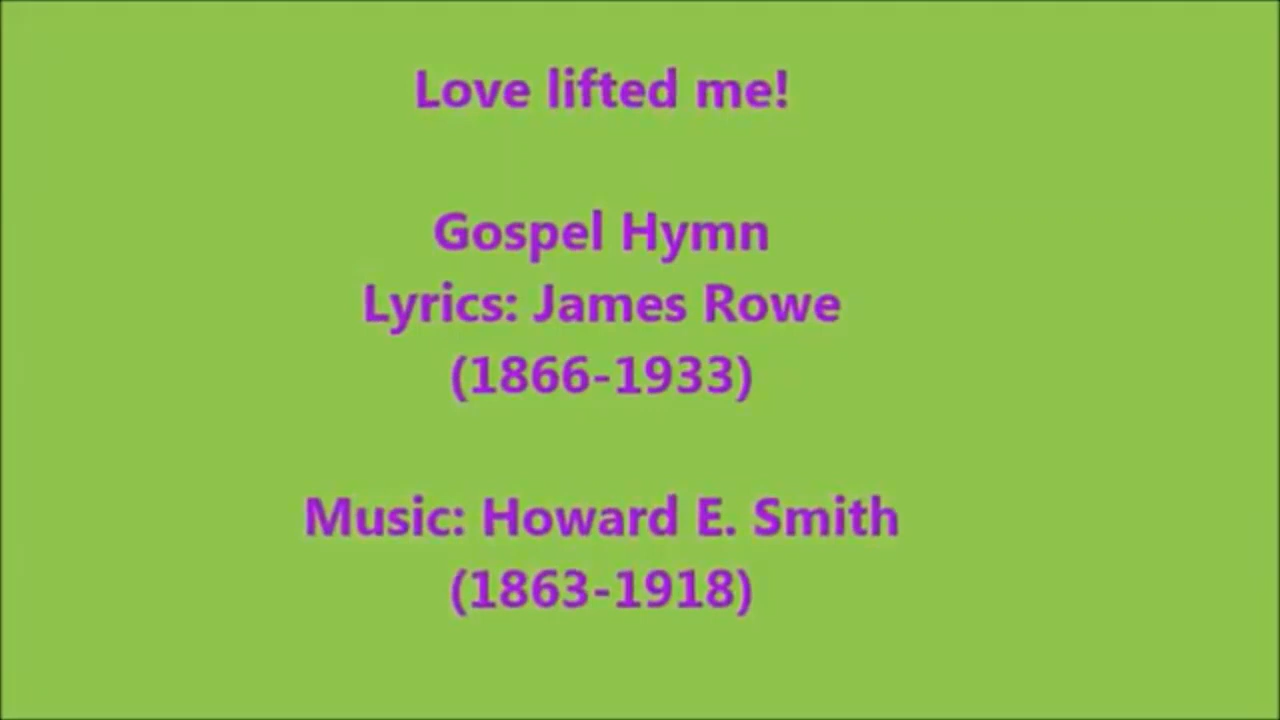 Love lifted me!
Gospel Hymn
Lyrics: James Rowe
(1866-1933)
Music: Howard E. Smith
(1863-1918)